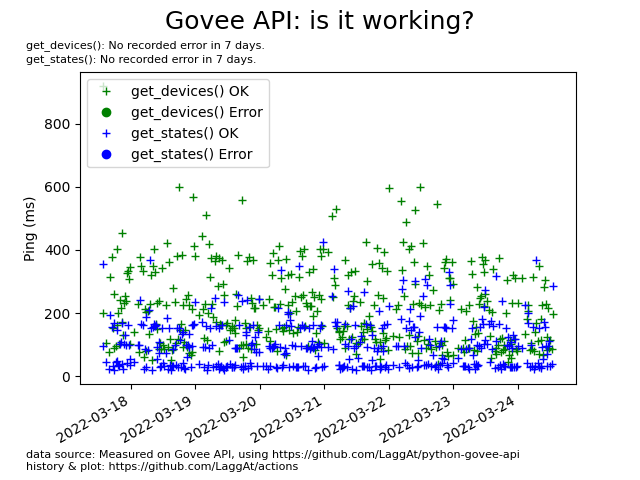 Govee API: is it working?
get_devices(): No recorded error in 7 days.
get_states(): No recorded error in 7 days.
get_devices() OK
get_devices() Error
get_states() OK
get_states() Error
Ping (ms)
800
600
400
200
0
2022-03-18
2022-03-19
2022-03-20
2022-03-21
2022-03-22
2022-03-23
2022-03-24
data source: Measured on Govee API, using https://github.com/LaggAt/python-govee-api
history & plot: https://github.com/LaggAt/actions